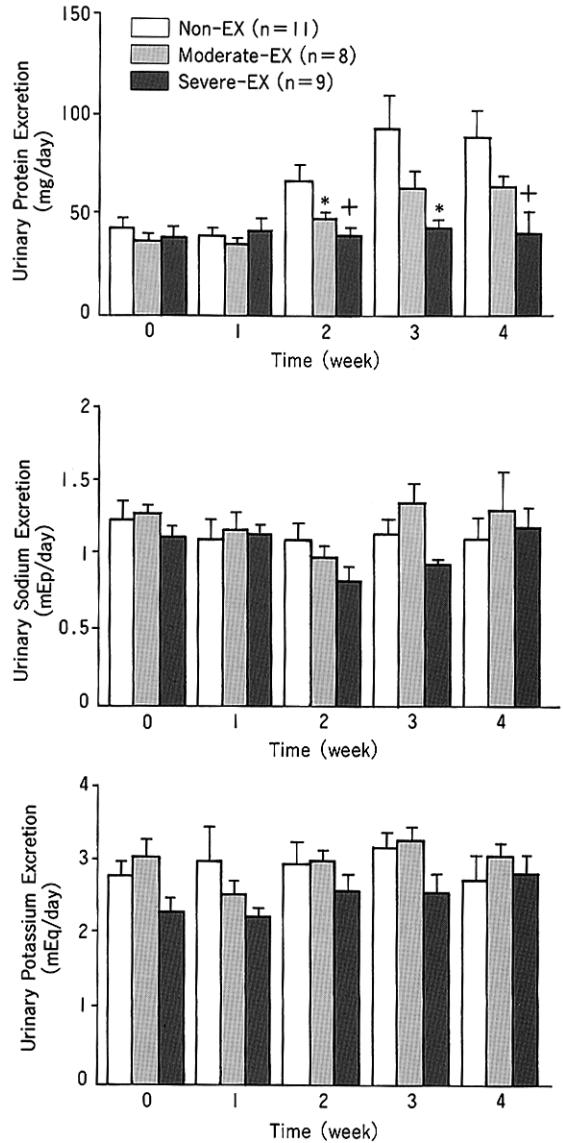 Non-EX (n=11)
Moderate-EX (n=8)
Severe-EX (n=9)
Urinary Protein Excretion
(mg/day)
150
100
50
0
* +
*
+
0 1 2 3 4
Time (week)
Urinary Sodium Excretion
(mEp/day)
2
1.5
1
0.5
0
0 1 2 3 4
Time (week)
Urinary Potassium Excretion
(mEq/day)
4
3
2
1
0
0 1 2 3 4
Time (week)